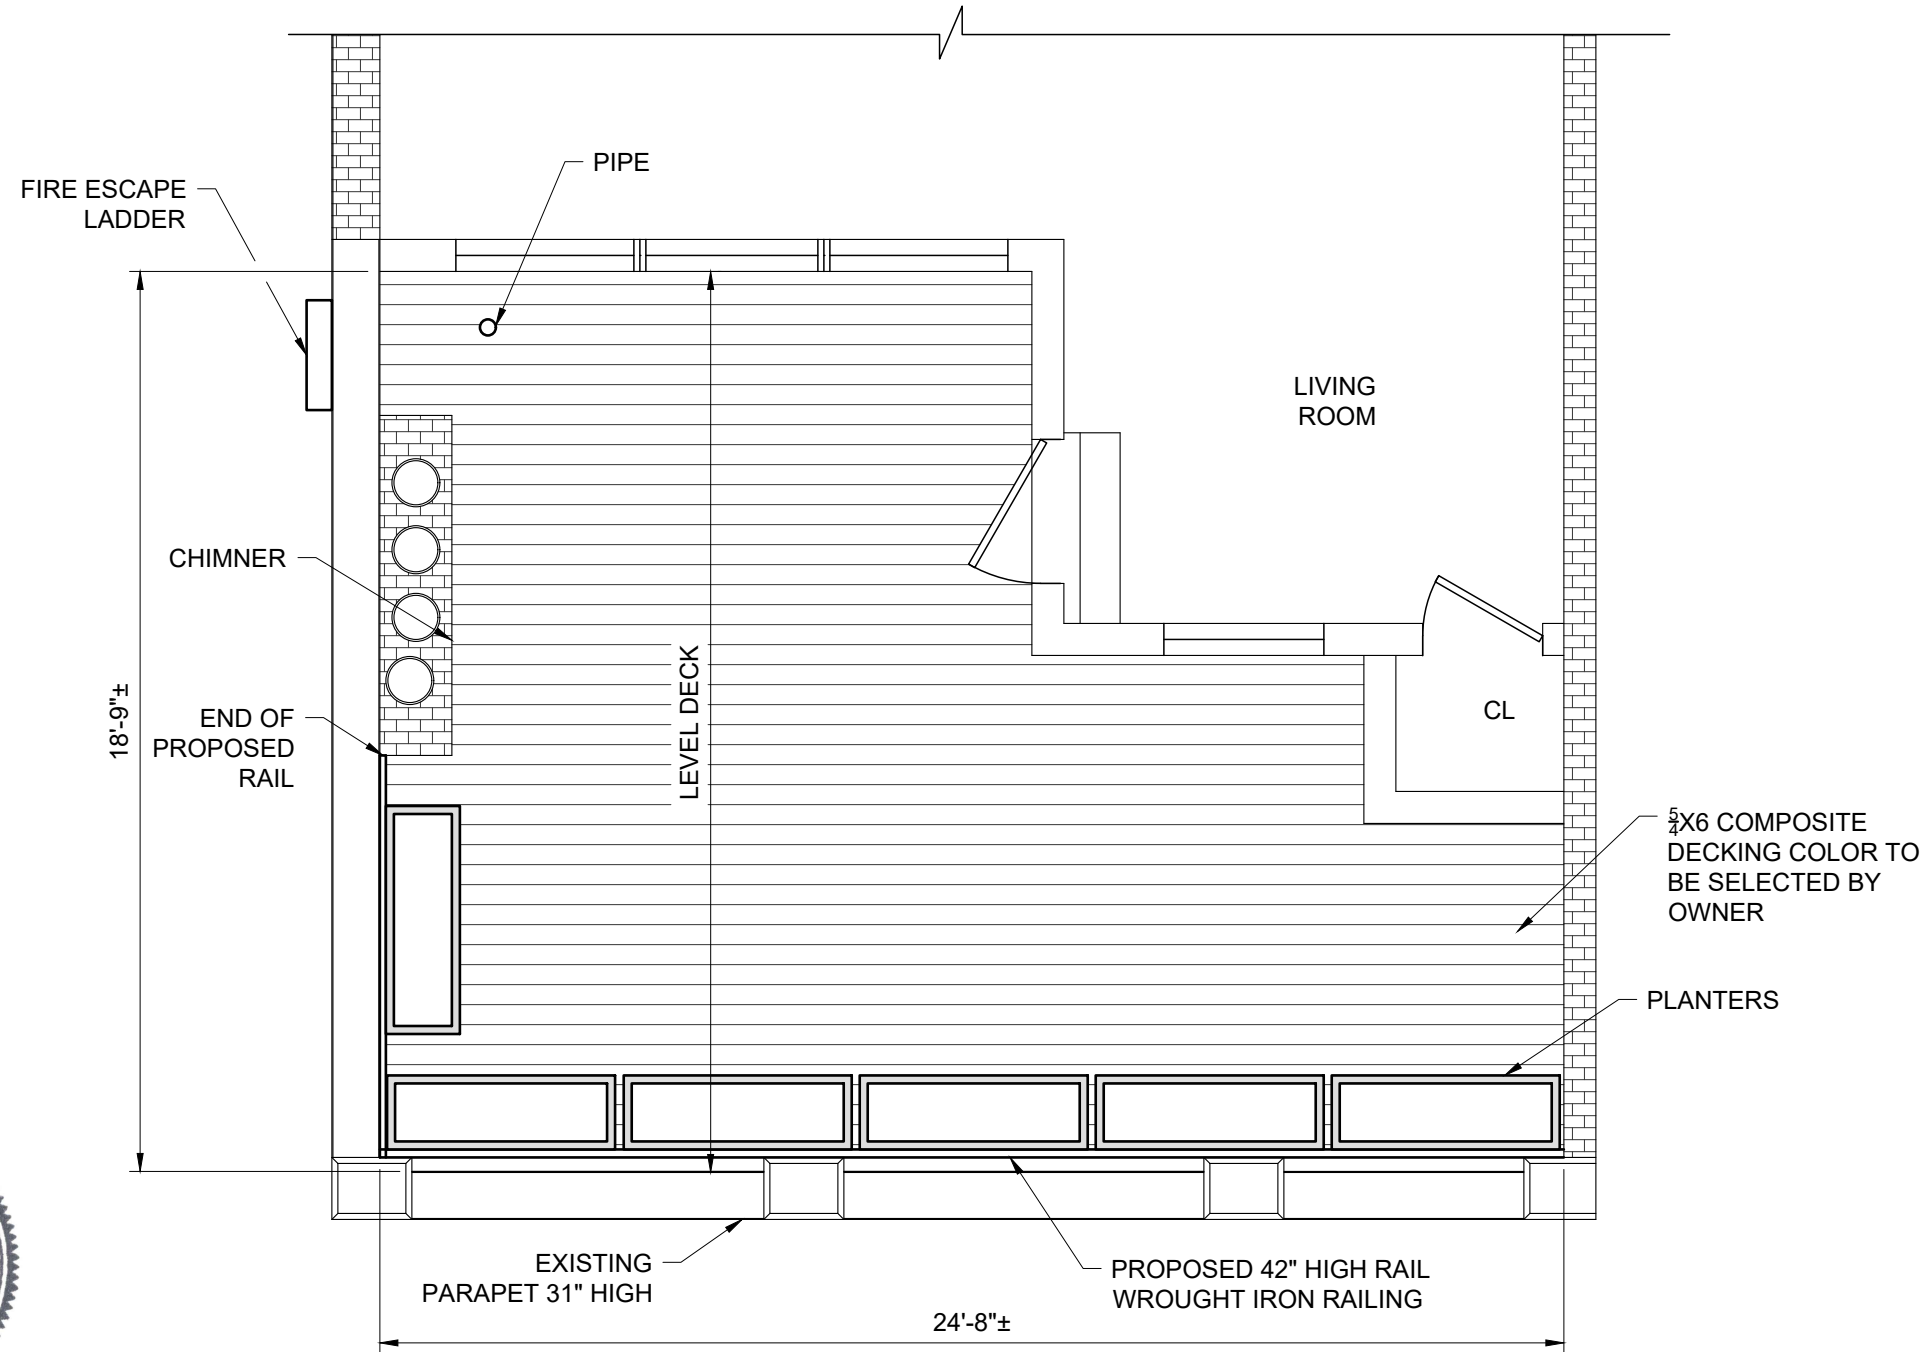 PIPE
FIRE ESCAPE
LADDER
LIVING
ROOM
CHIMNER
LEVEL DECK
18'-9"±
END OF
PROPOSED
RAIL
CL
5/4X6 COMPOSITE
DECKING COLOR TO
BE SELECTED BY
OWNER
PLANTERS
EXISTING
PARAPET 31" HIGH
PROPOSED 42" HIGH RAIL
WROUGHT IRON RAILING
24'-8"±